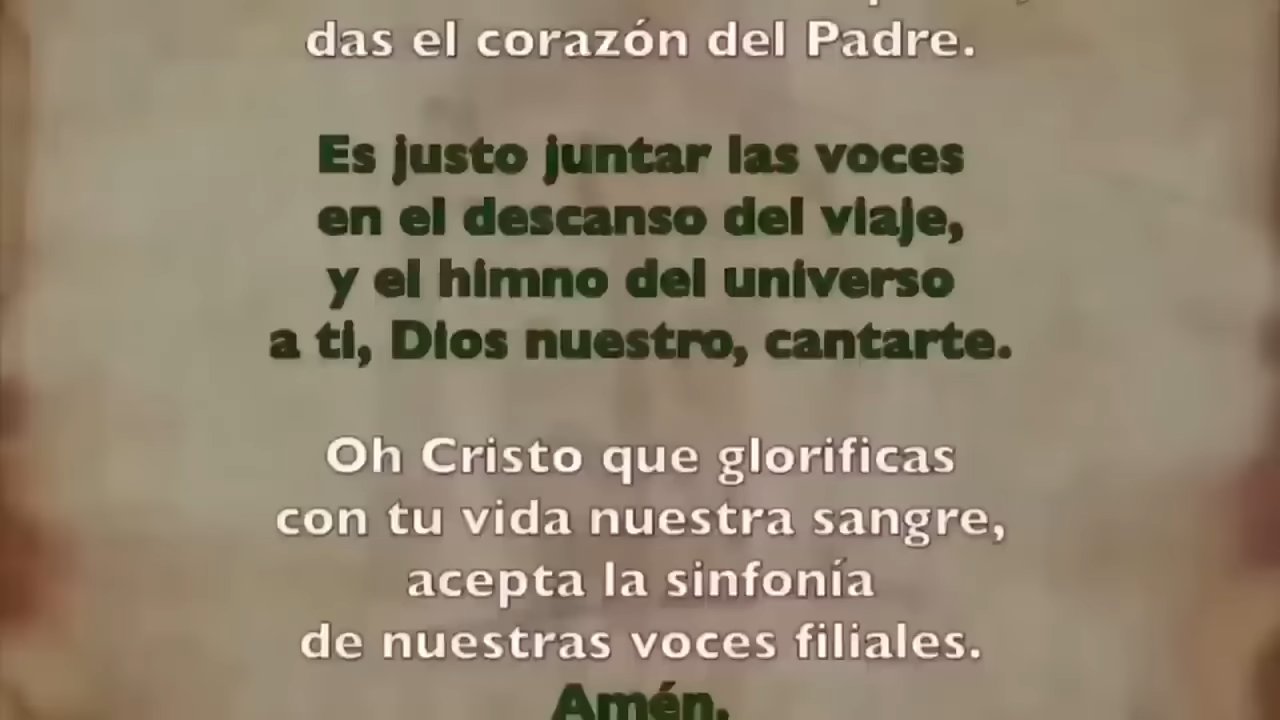 das el corazón del Padre.
Es justo juntar las voces
en el descanso del viaje,
y el himno del universo
a ti, Dios nuestro, cantarte.
Oh Cristo que glorificas
con tu vida nuestra sangre,
acepta la sinfonía
de nuestras voces filiales.
Amén.